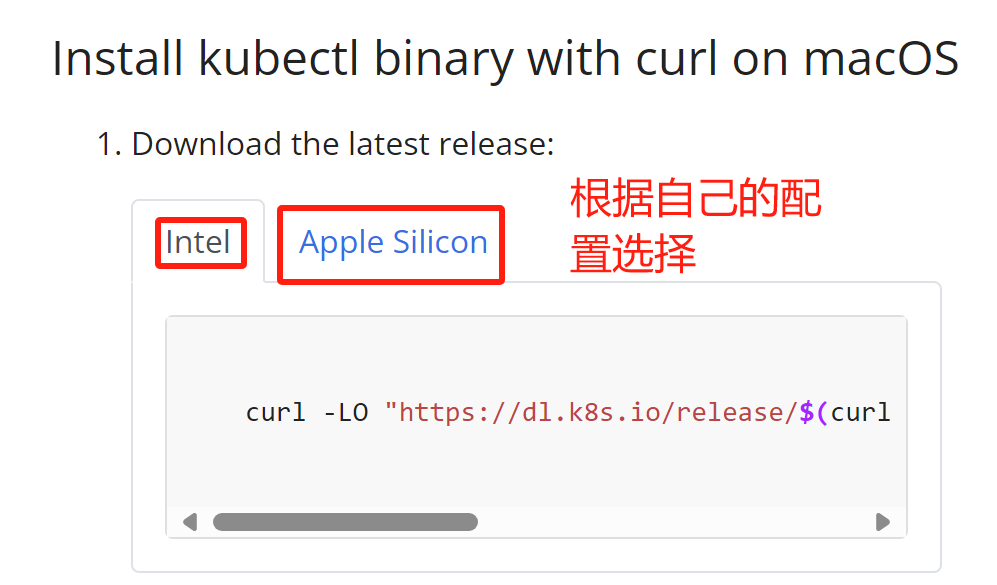 Install kubectl binary with curl on macOS
1. Download the latest release:
根据自己的配
置选择
Intel
Apple Silicon
curl -LO "https://dl.k8s.io/release/$(curl